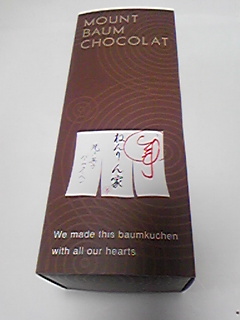 MOUNT
BAUM
CHOCOLAT
ねんりん家
We made this baumkuchen
with all our hearts